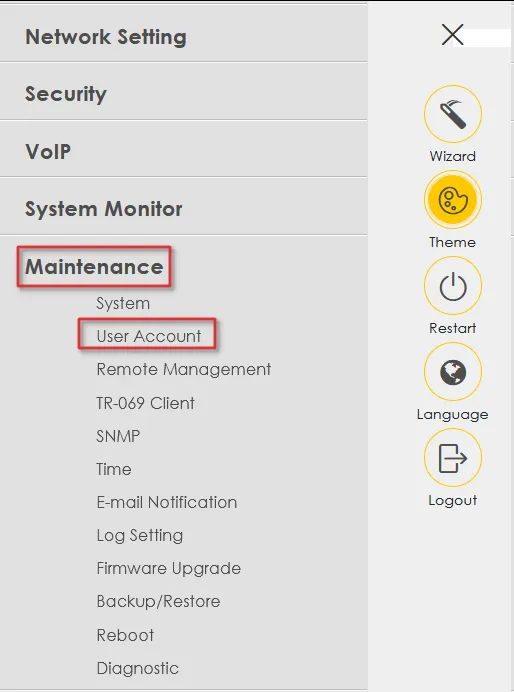 Network Setting
Security
VoIP
System Monitor
Maintenance
System
User Account
Remote Management
TR-069 Client
SNMP
Time
E-mail Notification
Log Setting
Firmware Upgrade
Backup/Restore
Reboot
Diagnostic
Wizard
Theme
Restart
Language
Logout